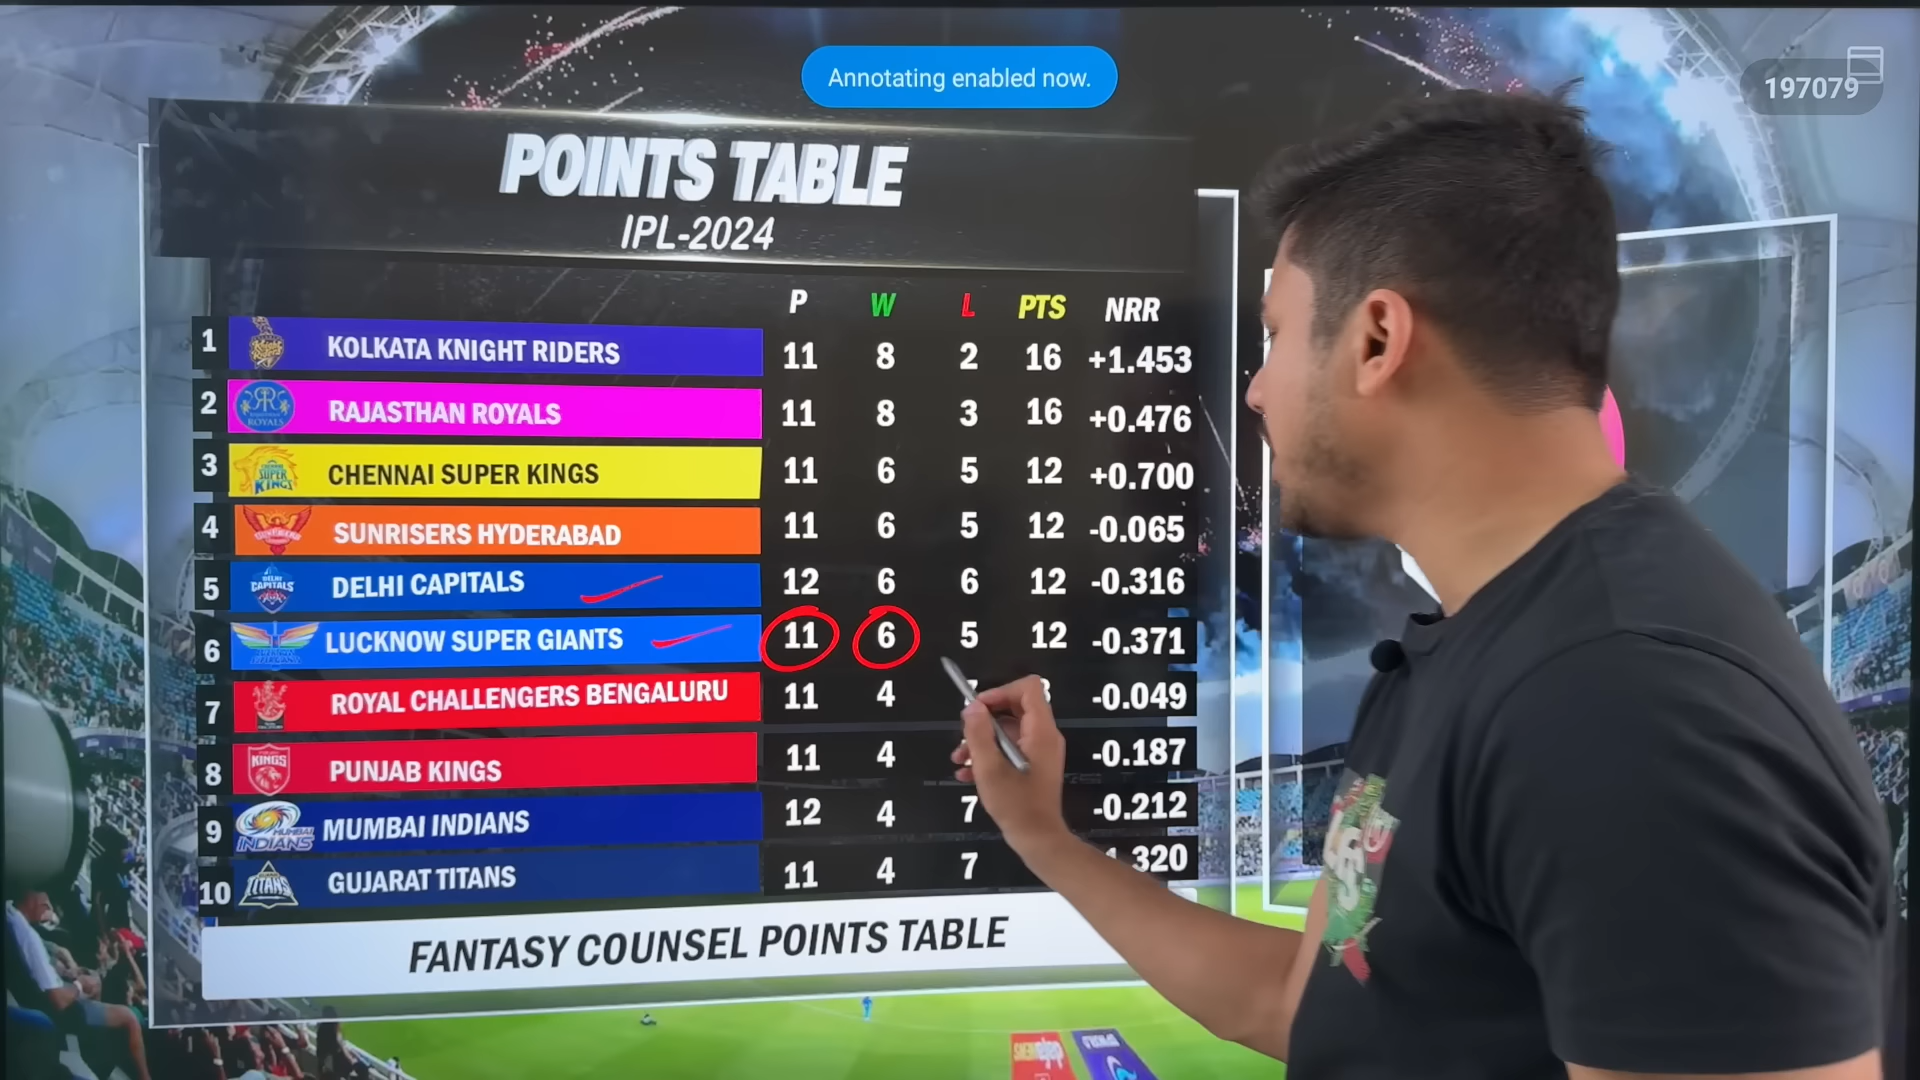 Annotating enabled now.
197079
POINTS TABLE
IPL-2024
P W L PTS NRR
1 KOLKATA KNIGHT RIDERS 11 8 2 16 +1.453
2 RAJASTHAN ROYALS 11 8 3 16 +0.476
3 CHENNAI SUPER KINGS 11 6 5 12 +0.700
4 SUNRISERS HYDERABAD 11 6 5 12 -0.065
5 DELHI CAPITALS 12 6 6 12 -0.316
6 LUCKNOW SUPER GIANTS 11 6 5 12 -0.371
7 ROYAL CHALLENGERS BENGALURU 11 4 -0.049
8 PUNJAB KINGS 11 4 -0.187
9 MUMBAI INDIANS 12 4 7 -0.212
10 GUJARAT TITANS 11 4 7 320
FANTASY COUNSEL POINTS TABLE